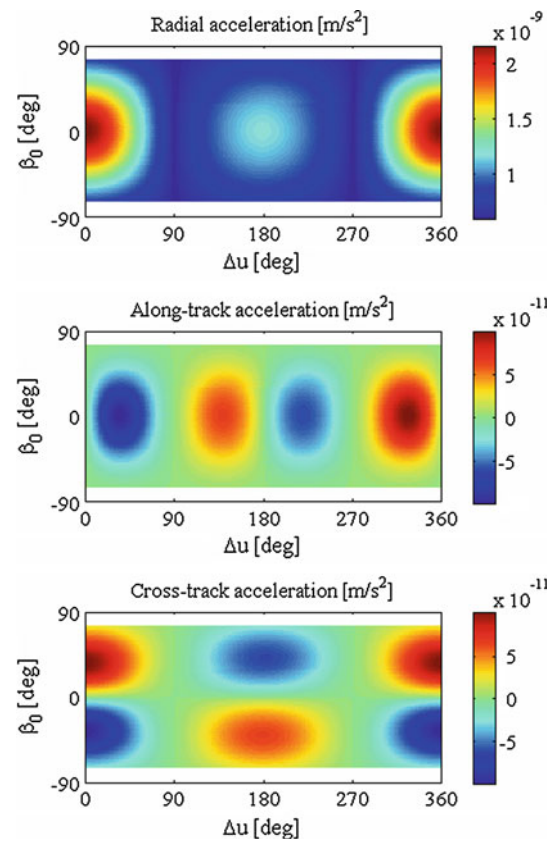 Radial acceleration [m/s²]
x 10⁻⁹
90
0
-90
β₀ [deg]
2
1.5
1
0 90 180 270 360
Δu [deg]
Along-track acceleration [m/s²]
x 10⁻¹¹
90
0
-90
β₀ [deg]
5
0
-5
0 90 180 270 360
Δu [deg]
Cross-track acceleration [m/s²]
x 10⁻¹¹
90
0
-90
β₀ [deg]
5
0
-5
0 90 180 270 360
Δu [deg]